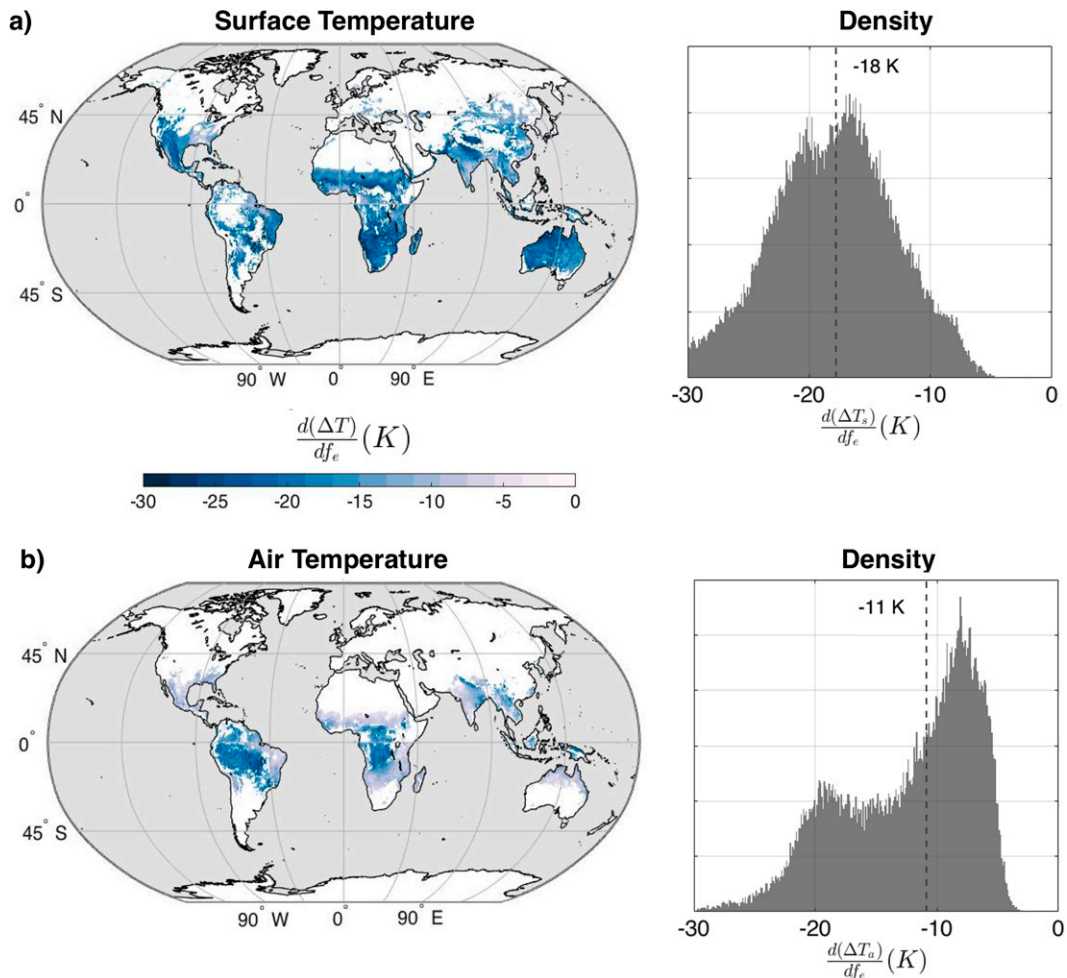 a)
Surface Temperature
Density
45° N
0°
45° S
90° W 0° 90° E
-18 K
-30 -20 -10 0
d(ΔT_s)/df_e (K)
d(ΔT)/df_e (K)
-30 -25 -20 -15 -10 -5 0
b)
Air Temperature
Density
45° N
0°
45° S
90° W 0° 90° E
-11 K
-30 -20 -10 0
d(ΔT_a)/df_e (K)